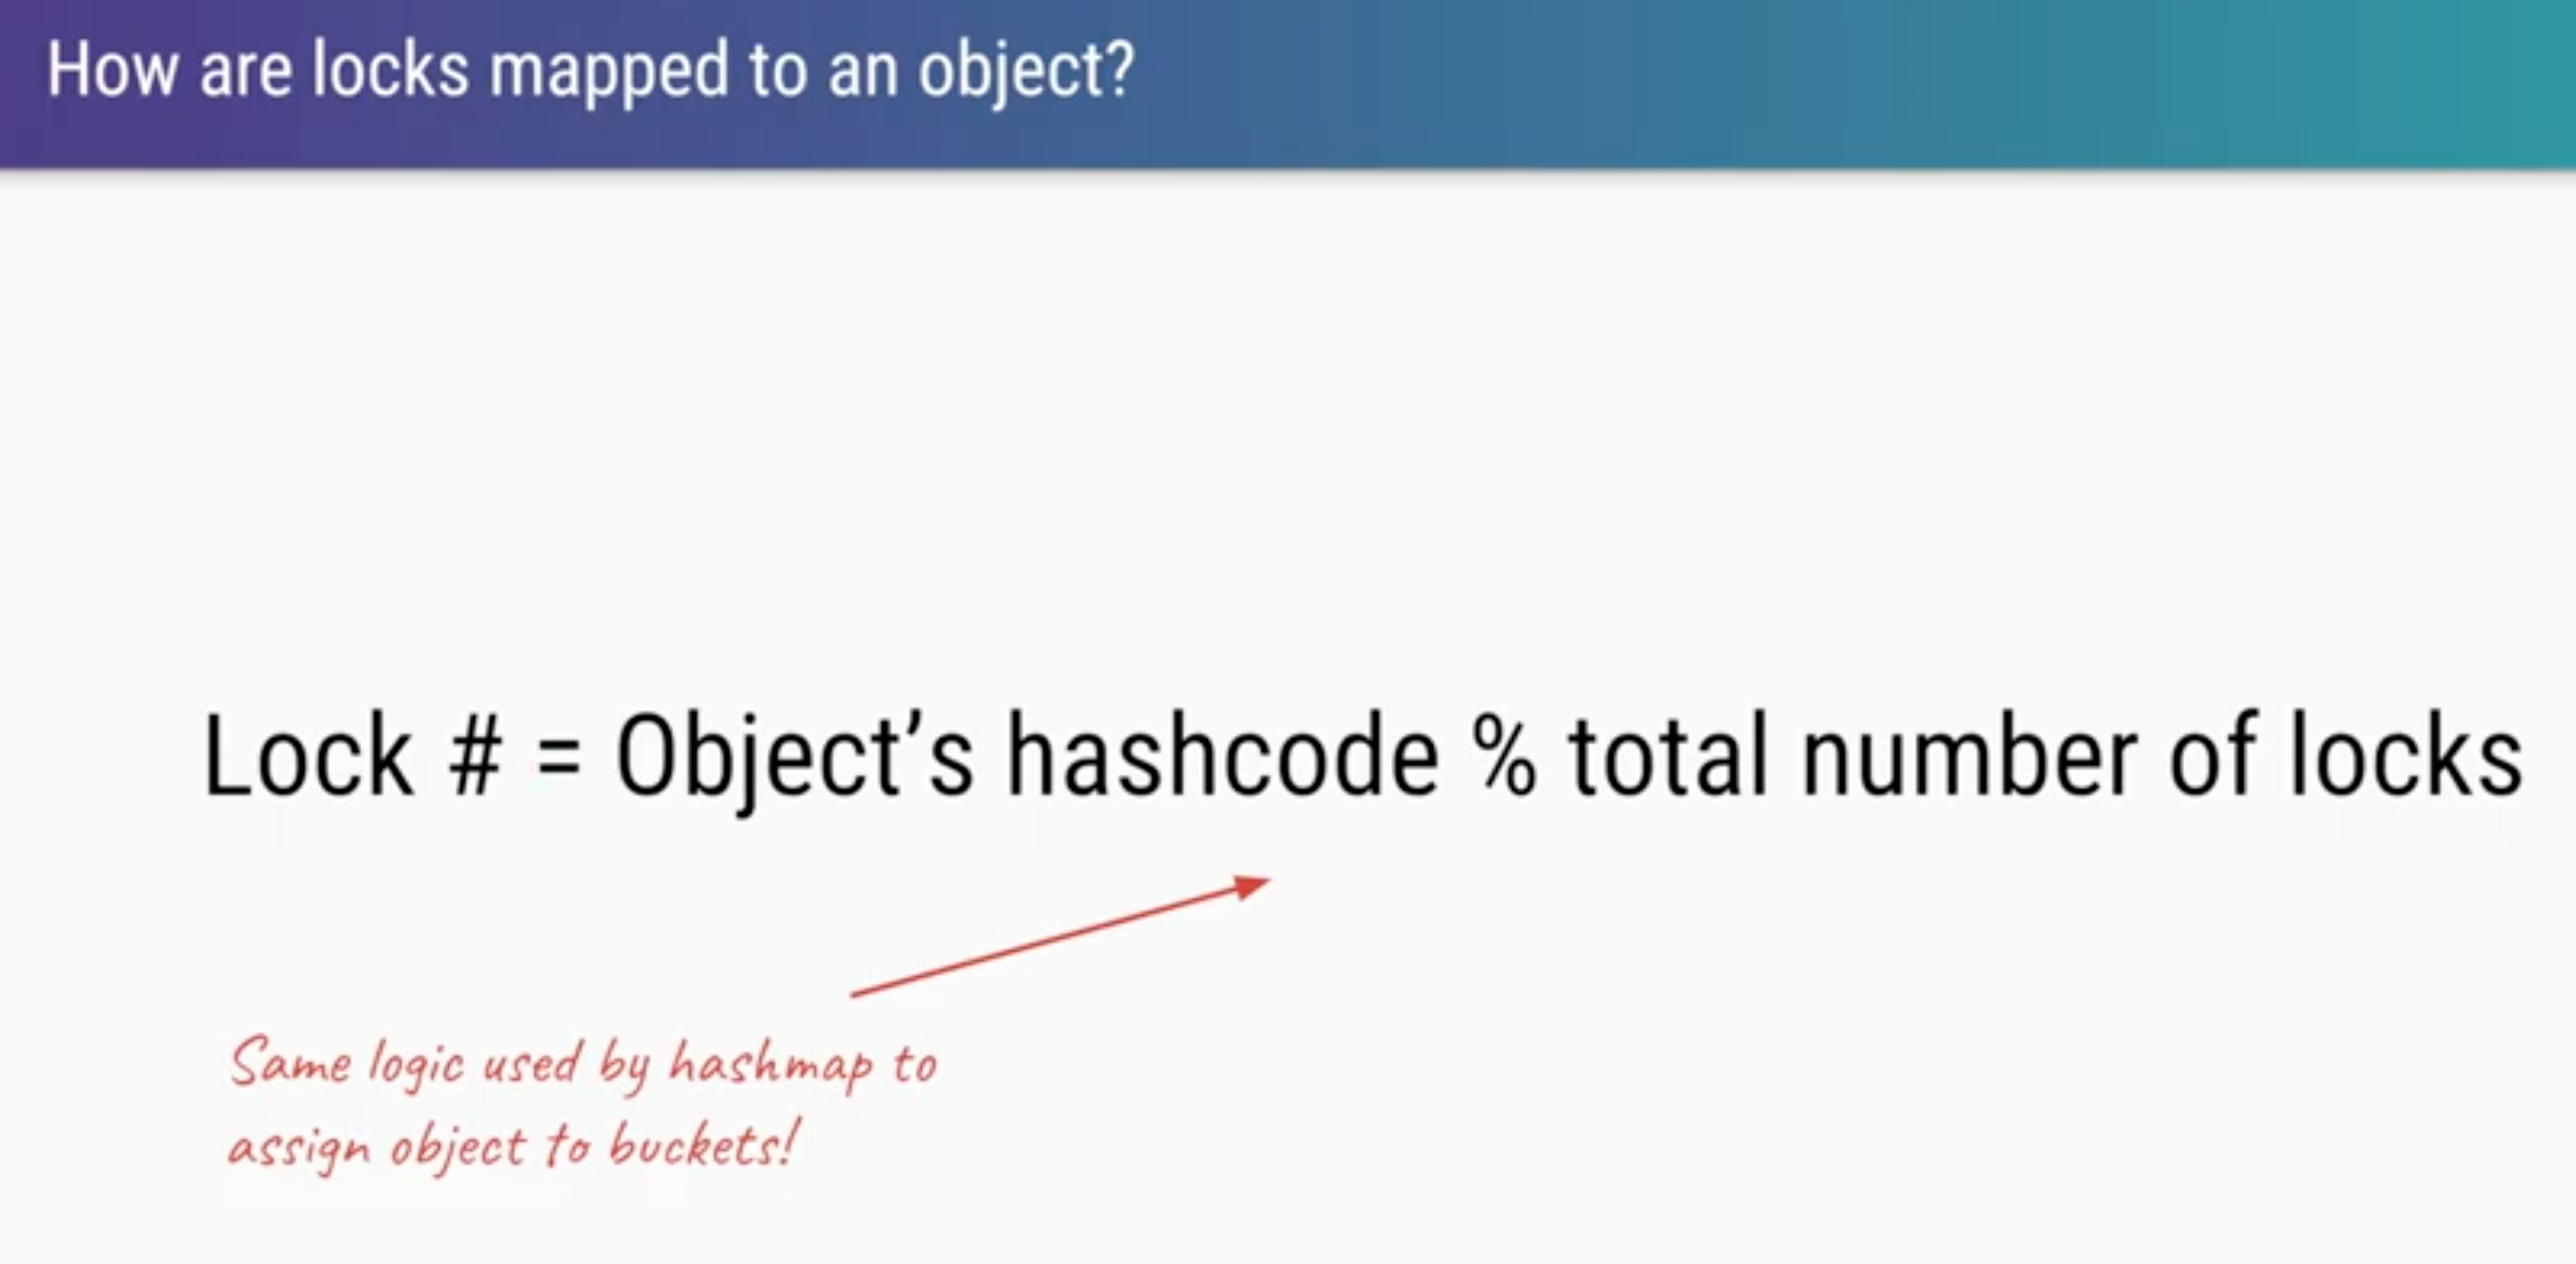 How are locks mapped to an object?
Lock # = Object’s hashcode % total number of locks
Same logic used by hashmap to
assign object to buckets!